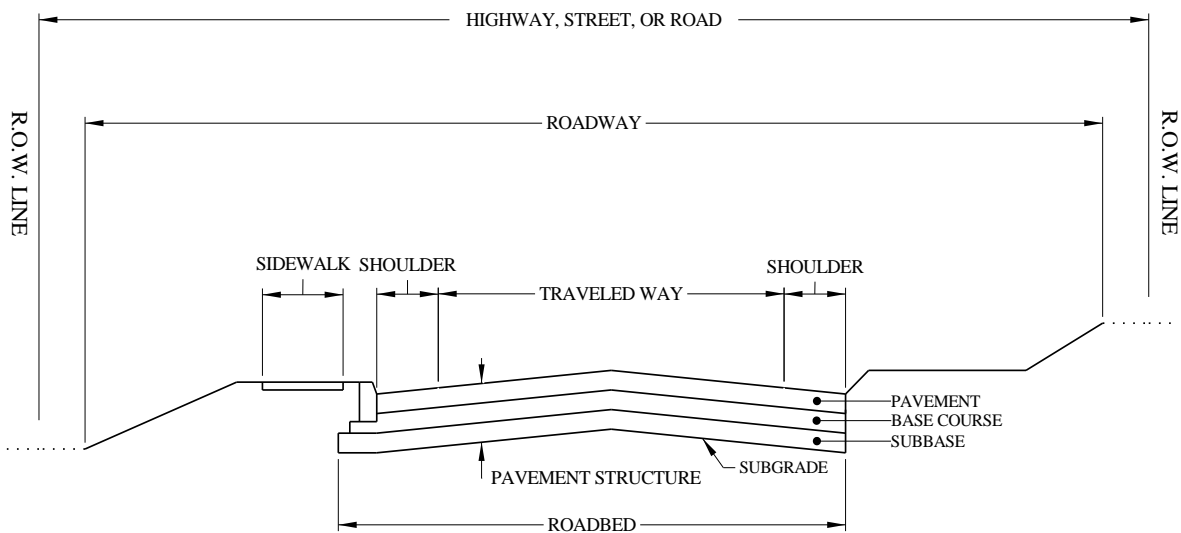 HIGHWAY, STREET, OR ROAD
R.O.W. LINE
R.O.W. LINE
ROADWAY
SIDEWALK
SHOULDER
SHOULDER
TRAVELED WAY
PAVEMENT
BASE COURSE
SUBBASE
SUBGRADE
PAVEMENT STRUCTURE
ROADBED